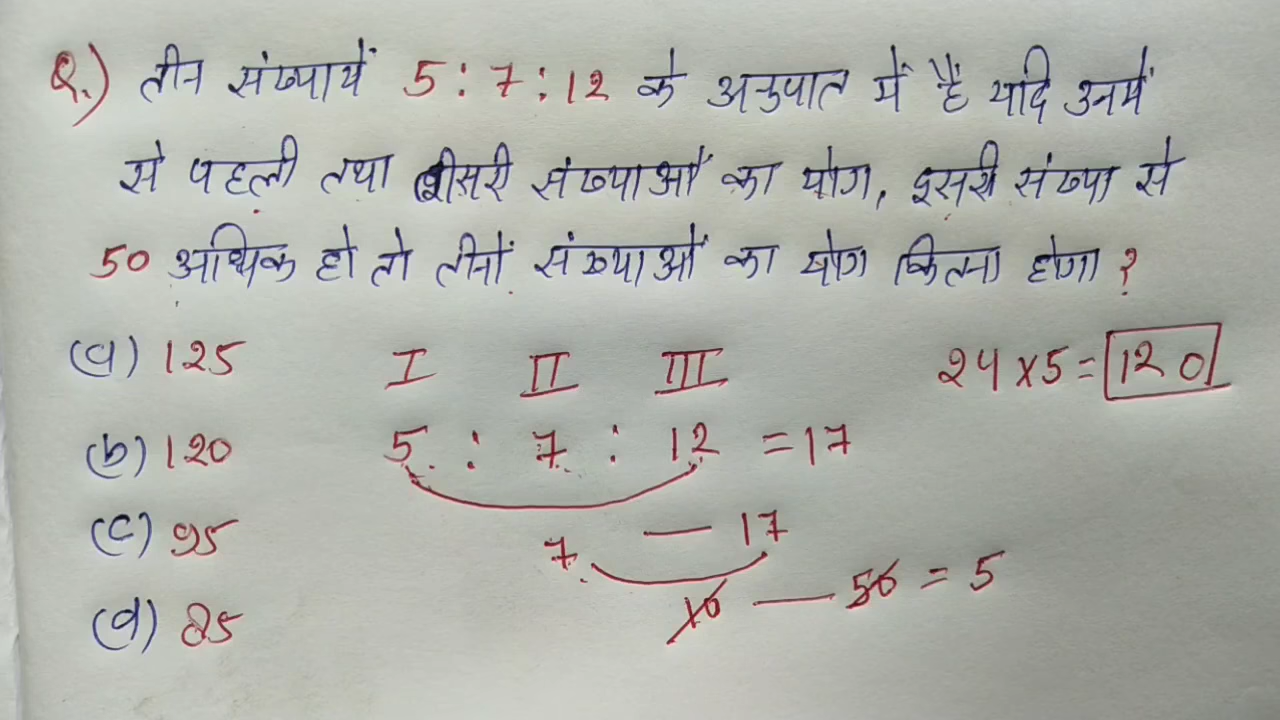 Q.) तीन संख्यायें 5 : 7 : 12 के अनुपात में हैं यदि उनमें
से पहली तथा तीसरी संख्याओं का योग, दूसरी संख्या से
50 अधिक हो तो तीनों संख्याओं का योग कितना होगा ?
(a) 125 I II III 24 x 5 = 120
(b) 120 5 : 7 : 12 = 17
(c) 95 7 — 17
(d) 85 10 — 50 = 5